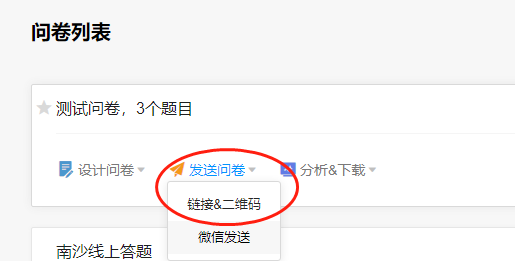 问卷列表
测试问卷，3个题目
设计问卷 发送问卷 分析&下载
链接&二维码
微信发送
南沙线上答题